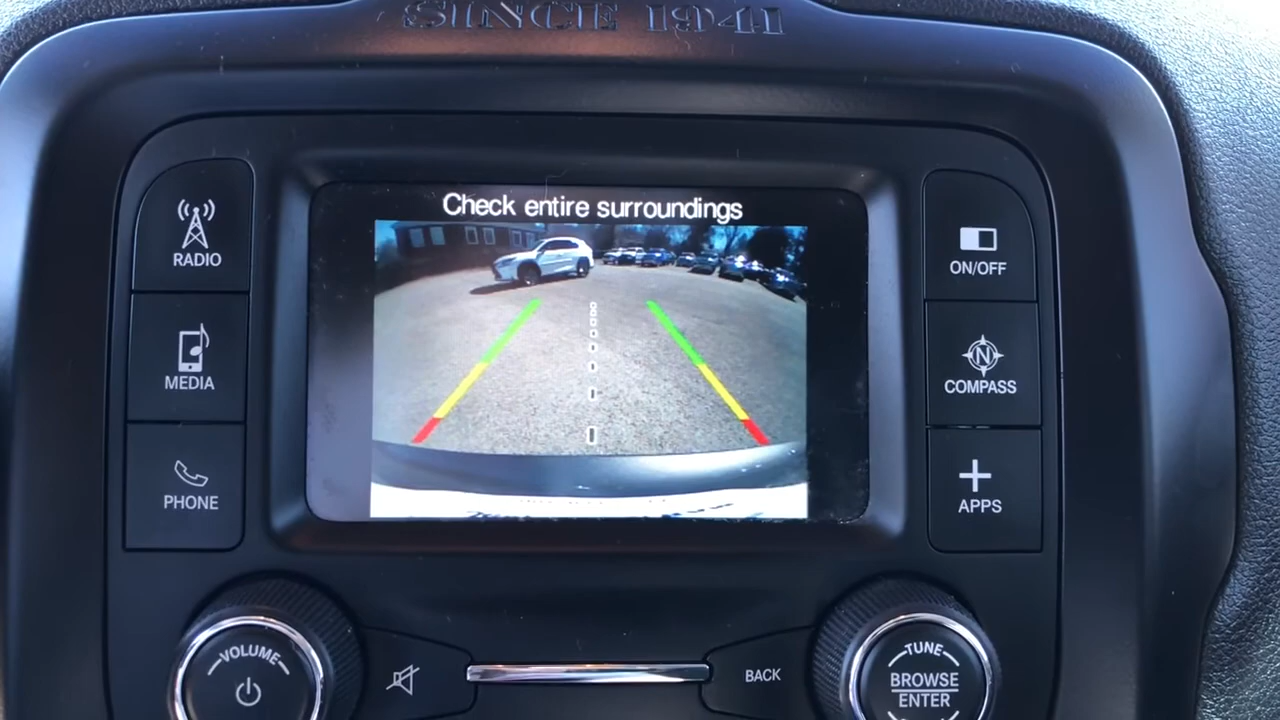 SINCE 1941
Check entire surroundings
RADIO
ON/OFF
MEDIA
N
COMPASS
PHONE
APPS
VOLUME
BACK
TUNE
BROWSE
ENTER